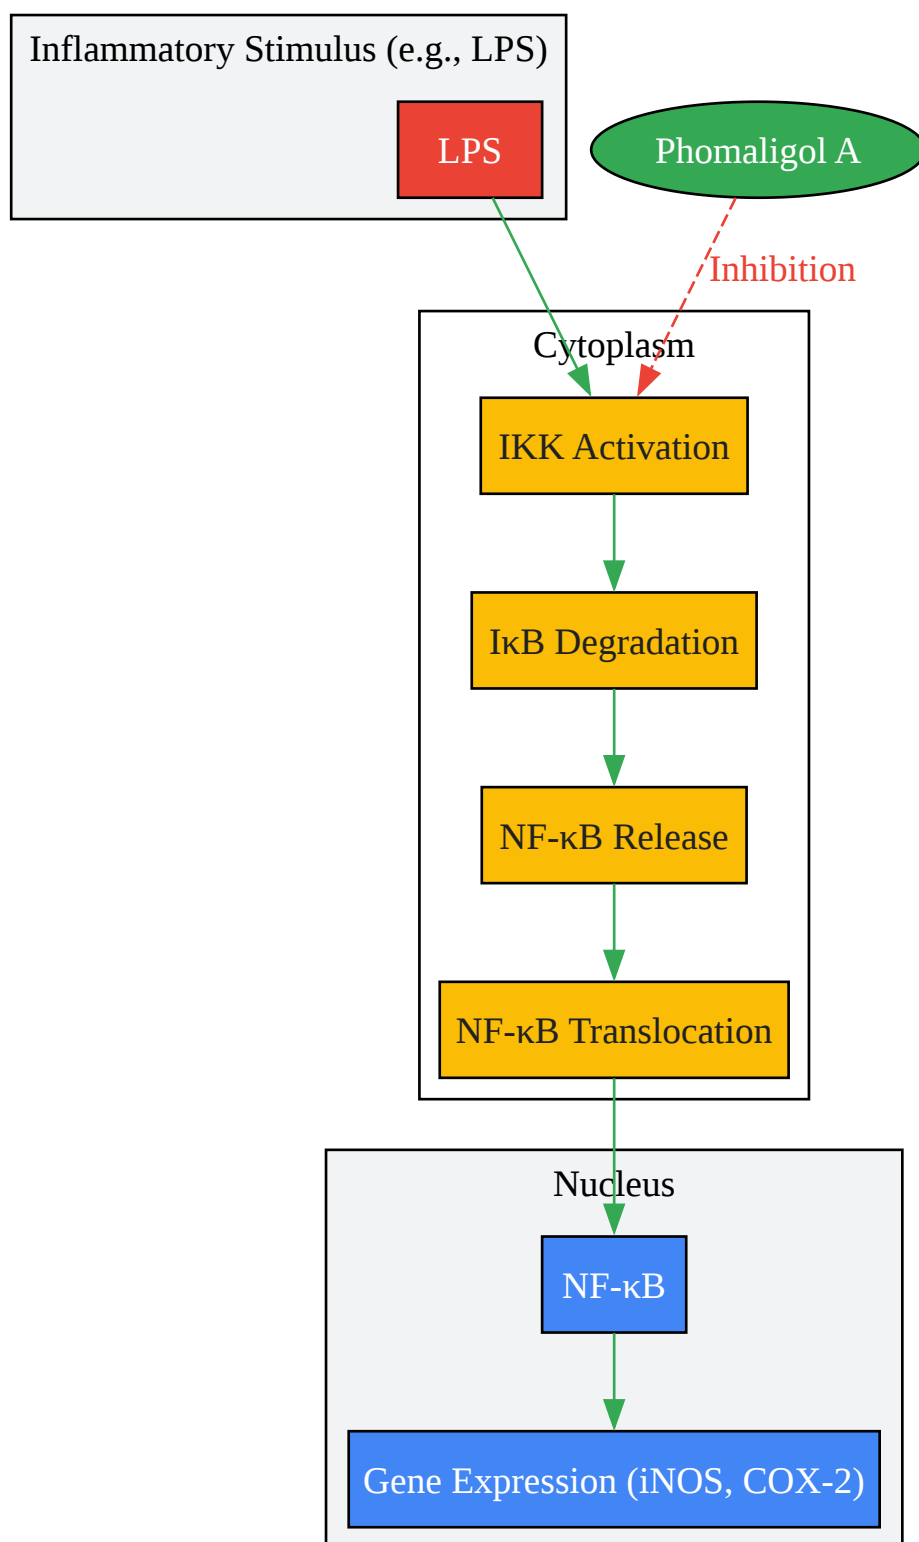 Inflammatory Stimulus (e.g., LPS)
LPS
Phomaligol A
Inhibition
Cytoplasm
IKK Activation
IκB Degradation
NF-κB Release
NF-κB Translocation
Nucleus
NF-κB
Gene Expression (iNOS, COX-2)